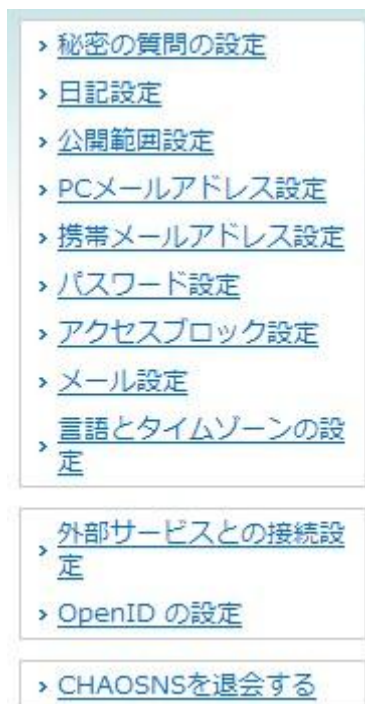 秘密の質問の設定
日記設定
公開範囲設定
PCメールアドレス設定
携帯メールアドレス設定
パスワード設定
アクセスブロック設定
メール設定
言語とタイムゾーンの設
定
外部サービスとの接続設
定
OpenID の設定
CHAOSNSを退会する